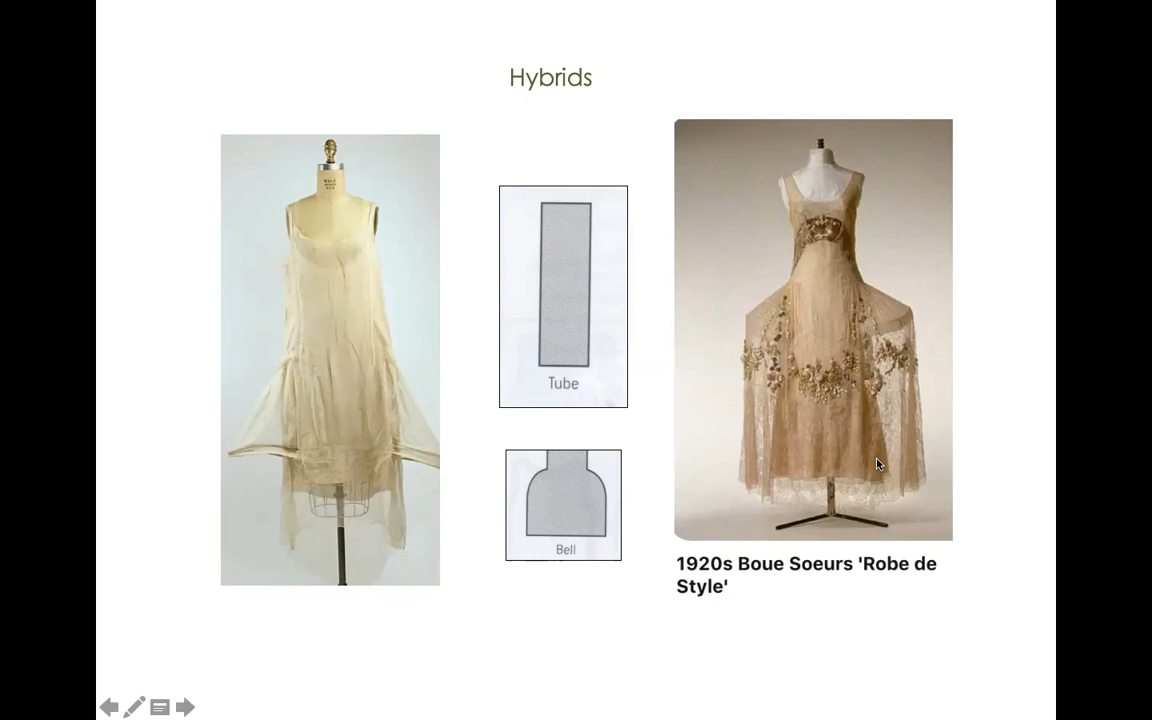 Hybrids
Tube
Bell
1920s Boue Soeurs 'Robe de
Style'